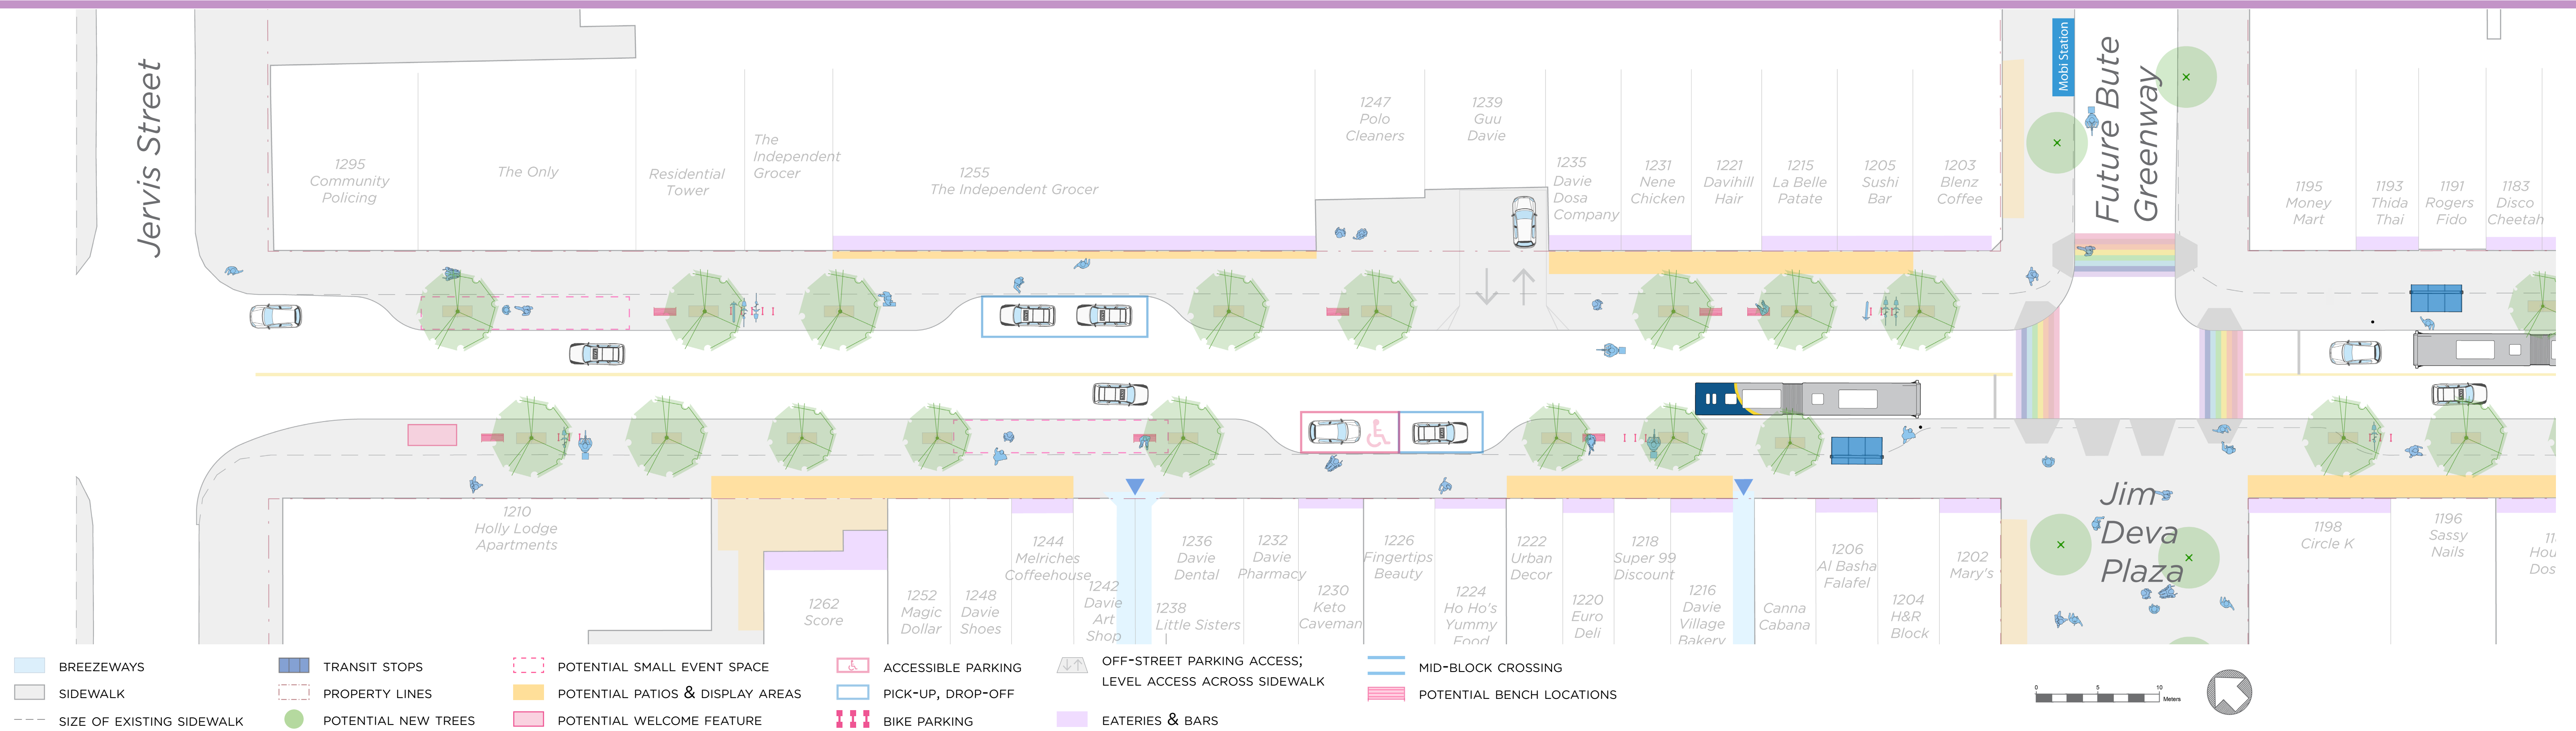 Jervis Street
1295
Community
Policing
The Only
Residential
Tower
The
Independent
Grocer
1255
The Independent Grocer
1247
Polo
Cleaners
1239
Guu
Davie
1235
Davie
Dosa
Company
1231
Nene
Chicken
1221
Davihill
Hair
1215
La Belle
Patate
1205
Sushi
Bar
1203
Blenz
Coffee
Mobi Station
Future Bute
Greenway
1195
Money
Mart
1193
Thida
Thai
1191
Rogers
Fido
1183
Disco
Cheetah
1210
Holly Lodge
Apartments
1262
Score
1252
Magic
Dollar
1248
Davie
Shoes
1244
Melriches
Coffeehouse
1242
Davie
Art
Shop
1236
Davie
Dental
1238
Little Sisters
1232
Davie
Pharmacy
1230
Keto
Caveman
1226
Fingertips
Beauty
1224
Ho Ho's
Yummy
Food
1222
Urban
Decor
1220
Euro
Deli
1218
Super 99
Discount
1216
Davie
Village
Bakery
Canna
Cabana
1206
Al Basha
Falafel
1204
H&R
Block
1202
Mary's
Jim
Deva
Plaza
1198
Circle K
1196
Sassy
Nails
11
Hou
Dos
BREEZEWAYS
SIDEWALK
SIZE OF EXISTING SIDEWALK
TRANSIT STOPS
PROPERTY LINES
POTENTIAL NEW TREES
POTENTIAL SMALL EVENT SPACE
POTENTIAL PATIOS & DISPLAY AREAS
POTENTIAL WELCOME FEATURE
ACCESSIBLE PARKING
PICK-UP, DROP-OFF
BIKE PARKING
OFF-STREET PARKING ACCESS;
LEVEL ACCESS ACROSS SIDEWALK
EATERIES & BARS
MID-BLOCK CROSSING
POTENTIAL BENCH LOCATIONS
0 5 10
Meters